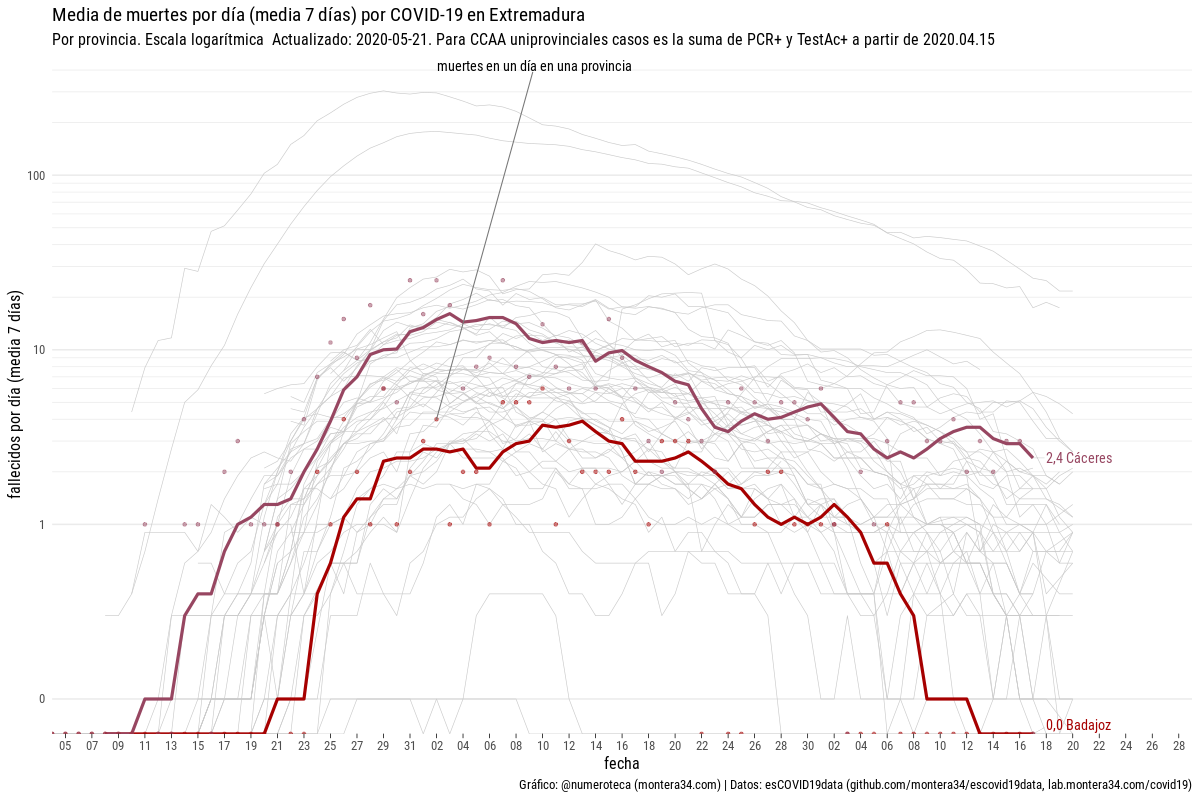 Media de muertes por día (media 7 días) por COVID-19 en Extremadura
Por provincia. Escala logarítmica  Actualizado: 2020-05-21. Para CCAA uniprovinciales casos es la suma de PCR+ y TestAc+ a partir de 2020.04.15
muertes en un día en una provincia
fallecidos por día (media  7 días)
100
10
1
0
2,4 Cáceres
0,0 Badajoz
05 07 09 11 13 15 17 19 21 23 25 27 29 31 02 04 06 08 10 12 14 16 18 20 22 24 26 28 30 02 04 06 08 10 12 14 16 18 20 22 24 26 28
fecha
Gráfico: @numeroteca (montera34.com) | Datos: esCOVID19data (github.com/montera34/escovid19data, lab.montera34.com/covid19)